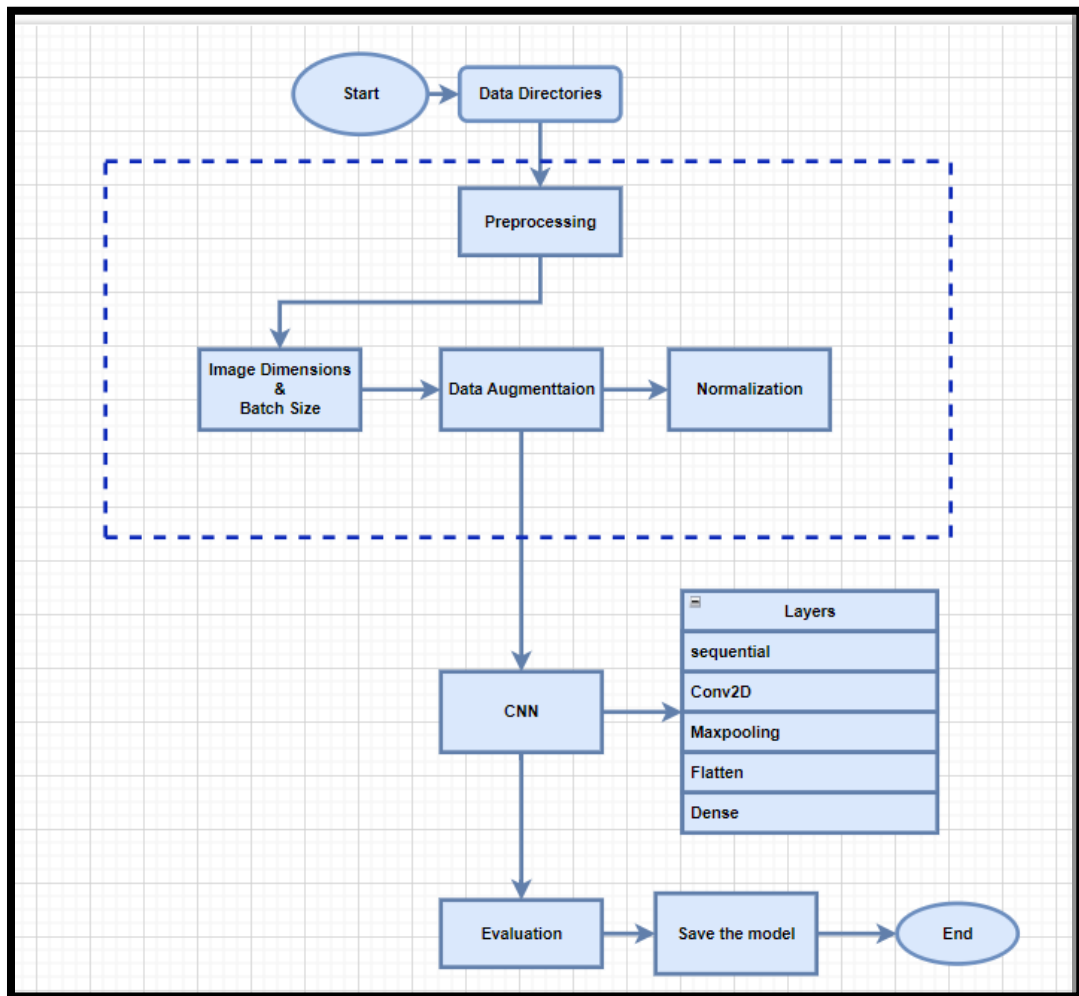 Start
Data Directories
Preprocessing
Image Dimensions
&
Batch Size
Data Augmenttaion
Normalization
CNN
Layers
sequential
Conv2D
Maxpooling
Flatten
Dense
Evaluation
Save the model
End